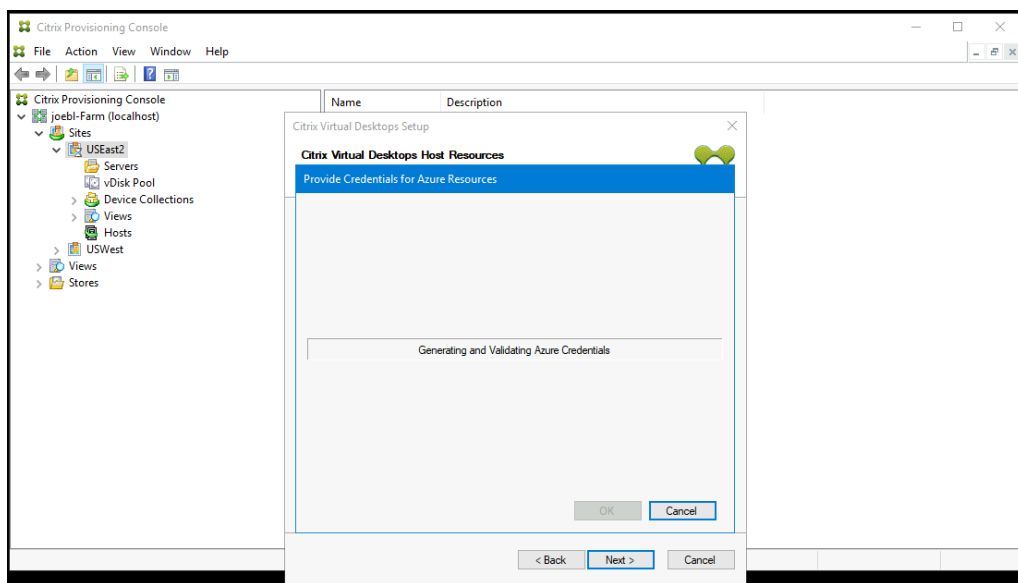 Citrix Provisioning Console
File Action View Window Help
Citrix Provisioning Console
joebl-Farm (localhost)
Sites
USEast2
Servers
vDisk Pool
Device Collections
Views
Hosts
USWest
Views
Stores
Name Description
Citrix Virtual Desktops Setup
Citrix Virtual Desktops Host Resources
Provide Credentials for Azure Resources
Generating and Validating Azure Credentials
OK Cancel
< Back Next > Cancel